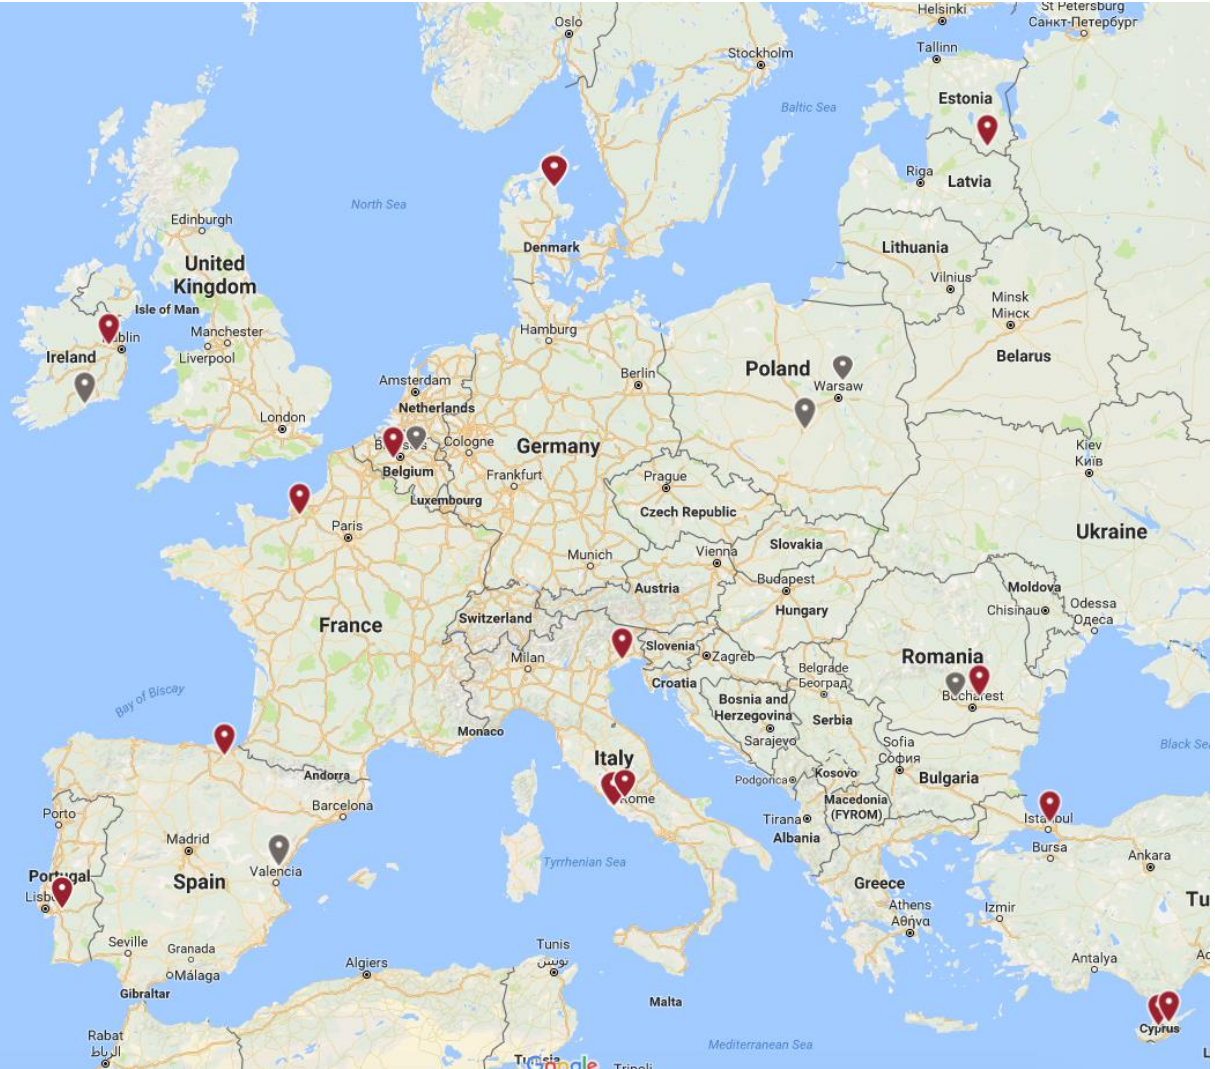 Helsinki
St Petersburg
Санкт-Петербург
Oslo
Tallinn
Stockholm
Estonia
Baltic Sea
Riga
Latvia
North Sea
Edinburgh
Denmark
Lithuania
United
Kingdom
Vilnius
Minsk
Мінск
Isle of Man
Hamburg
Manchester
Ireland
Liverpool
Belarus
Poland
Berlin
Amsterdam
Warsaw
Netherlands
London
Cologne
Germany
Kiev
Київ
Belgium
Frankfurt
Prague
Luxembourg
Czech Republic
Paris
Ukraine
Slovakia
Munich
Vienna
Budapest
Austria
Moldova
Hungary
Chisinau
Odessa
Одеса
Switzerland
France
Slovenia
Romania
Milan
Zagreb
Belgrade
Београд
Croatia
Bay of Biscay
Bosnia and
Herzegovina
Bucharest
Serbia
Monaco
Sarajevo
Sofia
София
Black Sea
Italy
Andorra
Podgorica
Kosovo
Bulgaria
Rome
Macedonia
(FYROM)
Barcelona
Porto
Tirana
Istanbul
Madrid
Albania
Bursa
Ankara
Tyrrhenian Sea
Valencia
Portugal
Spain
Greece
Tu
Athens
Αθήνα
Izmir
Seville
Granada
Tunis
تونس
Algiers
Antalya
Málaga
Gibraltar
Malta
Cyprus
Rabat
الرباط
Mediterranean Sea
Tunisia
Google
Tripoli